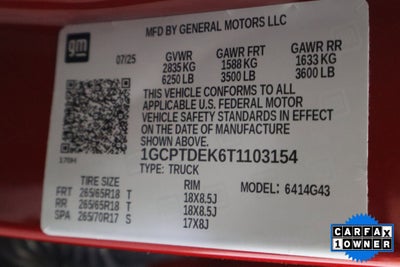 gm
MFD BY GENERAL MOTORS LLC
07/25 GVWR GAWR FRT GAWR RR
2835 KG 1588 KG 1633 KG
6250 LB 3500 LB 3600 LB
THIS VEHICLE CONFORMS TO ALL
APPLICABLE U.S. FEDERAL MOTOR
VEHICLE SAFETY STANDARDS IN EFFECT
ON THE DATE OF MANUFACTURE
SHOWN ABOVE.
170H
1GCPTDEK6T1103154
TYPE: TRUCK
TIRE SIZE RIM MODEL: 6414G43
FRT 265/65R18 T 18X8.5J
RR 265/65R18 T 18X8.5J
SPA 265/70R17 S 17X8J
CARFAX
1 OWNER